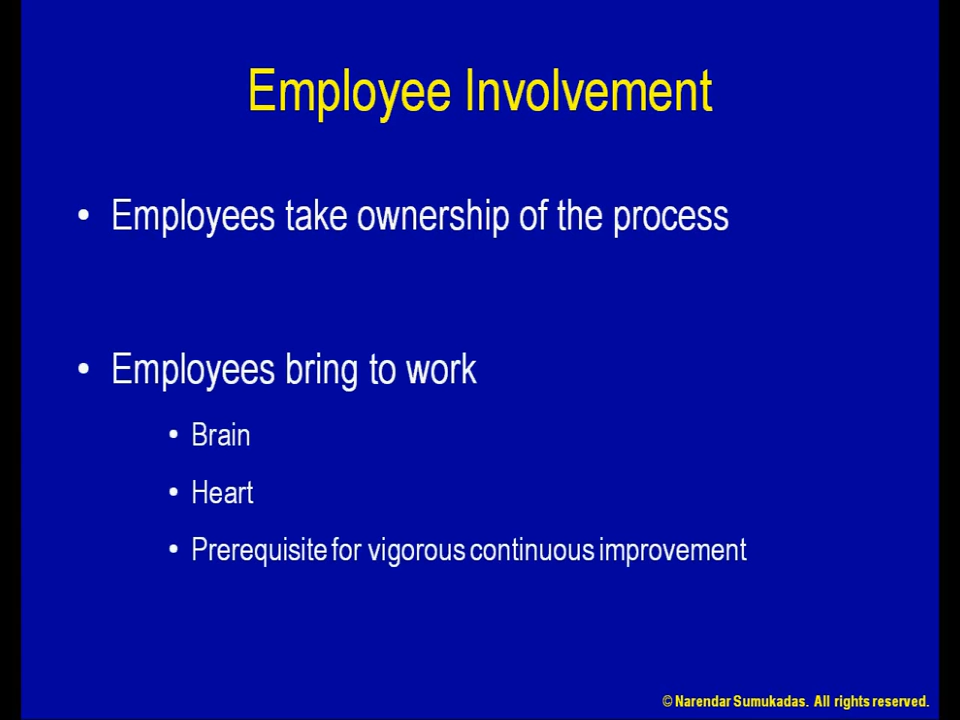 Employee Involvement
• Employees take ownership of the process
• Employees bring to work
• Brain
• Heart
• Prerequisite for vigorous continuous improvement
© Narendar Sumukadas. All rights reserved.